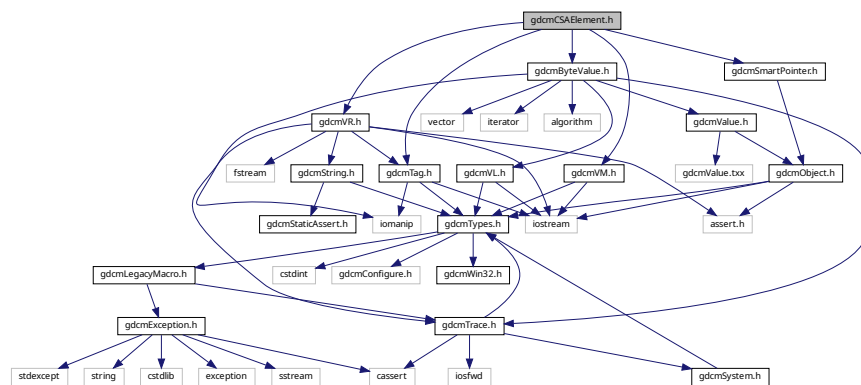 gdcmCSAElement.h
gdcmByteValue.h
gdcmSmartPointer.h
gdcmVR.h
vector
iterator
algorithm
gdcmValue.h
fstream
gdcmString.h
gdcmTag.h
gdcmVL.h
gdcmVM.h
gdcmValue.txx
gdcmObject.h
gdcmStaticAssert.h
iomanip
gdcmTypes.h
iostream
assert.h
gdcmLegacyMacro.h
cstdint
gdcmConfigure.h
gdcmWin32.h
gdcmException.h
gdcmTrace.h
stdexcept
string
cstdlib
exception
sstream
cassert
iosfwd
gdcmSystem.h